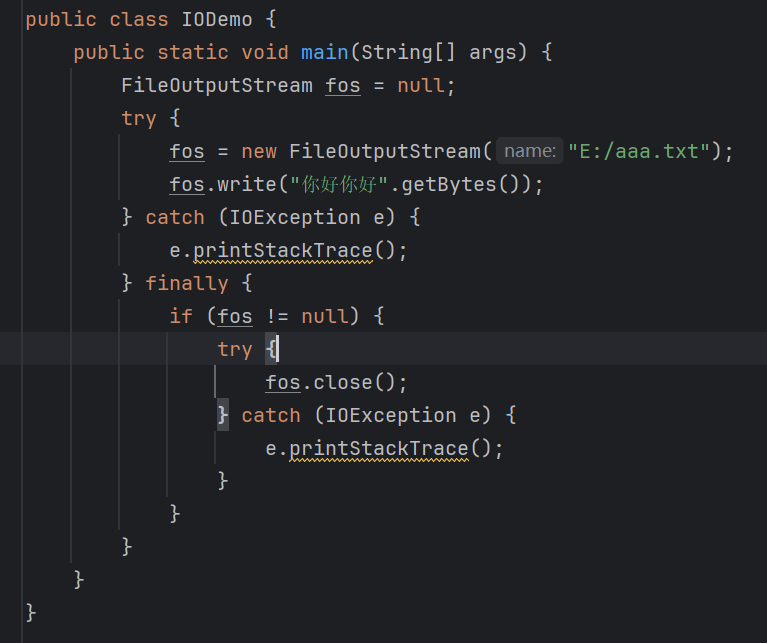 public class IODemo {
    public static void main(String[] args) {
        FileOutputStream fos = null;
        try {
            fos = new FileOutputStream( name: "E:/aaa.txt");
            fos.write("你好你好".getBytes());
        } catch (IOException e) {
            e.printStackTrace();
        } finally {
            if (fos != null) {
                try {
                    fos.close();
                } catch (IOException e) {
                    e.printStackTrace();
                }
            }
        }
    }
}